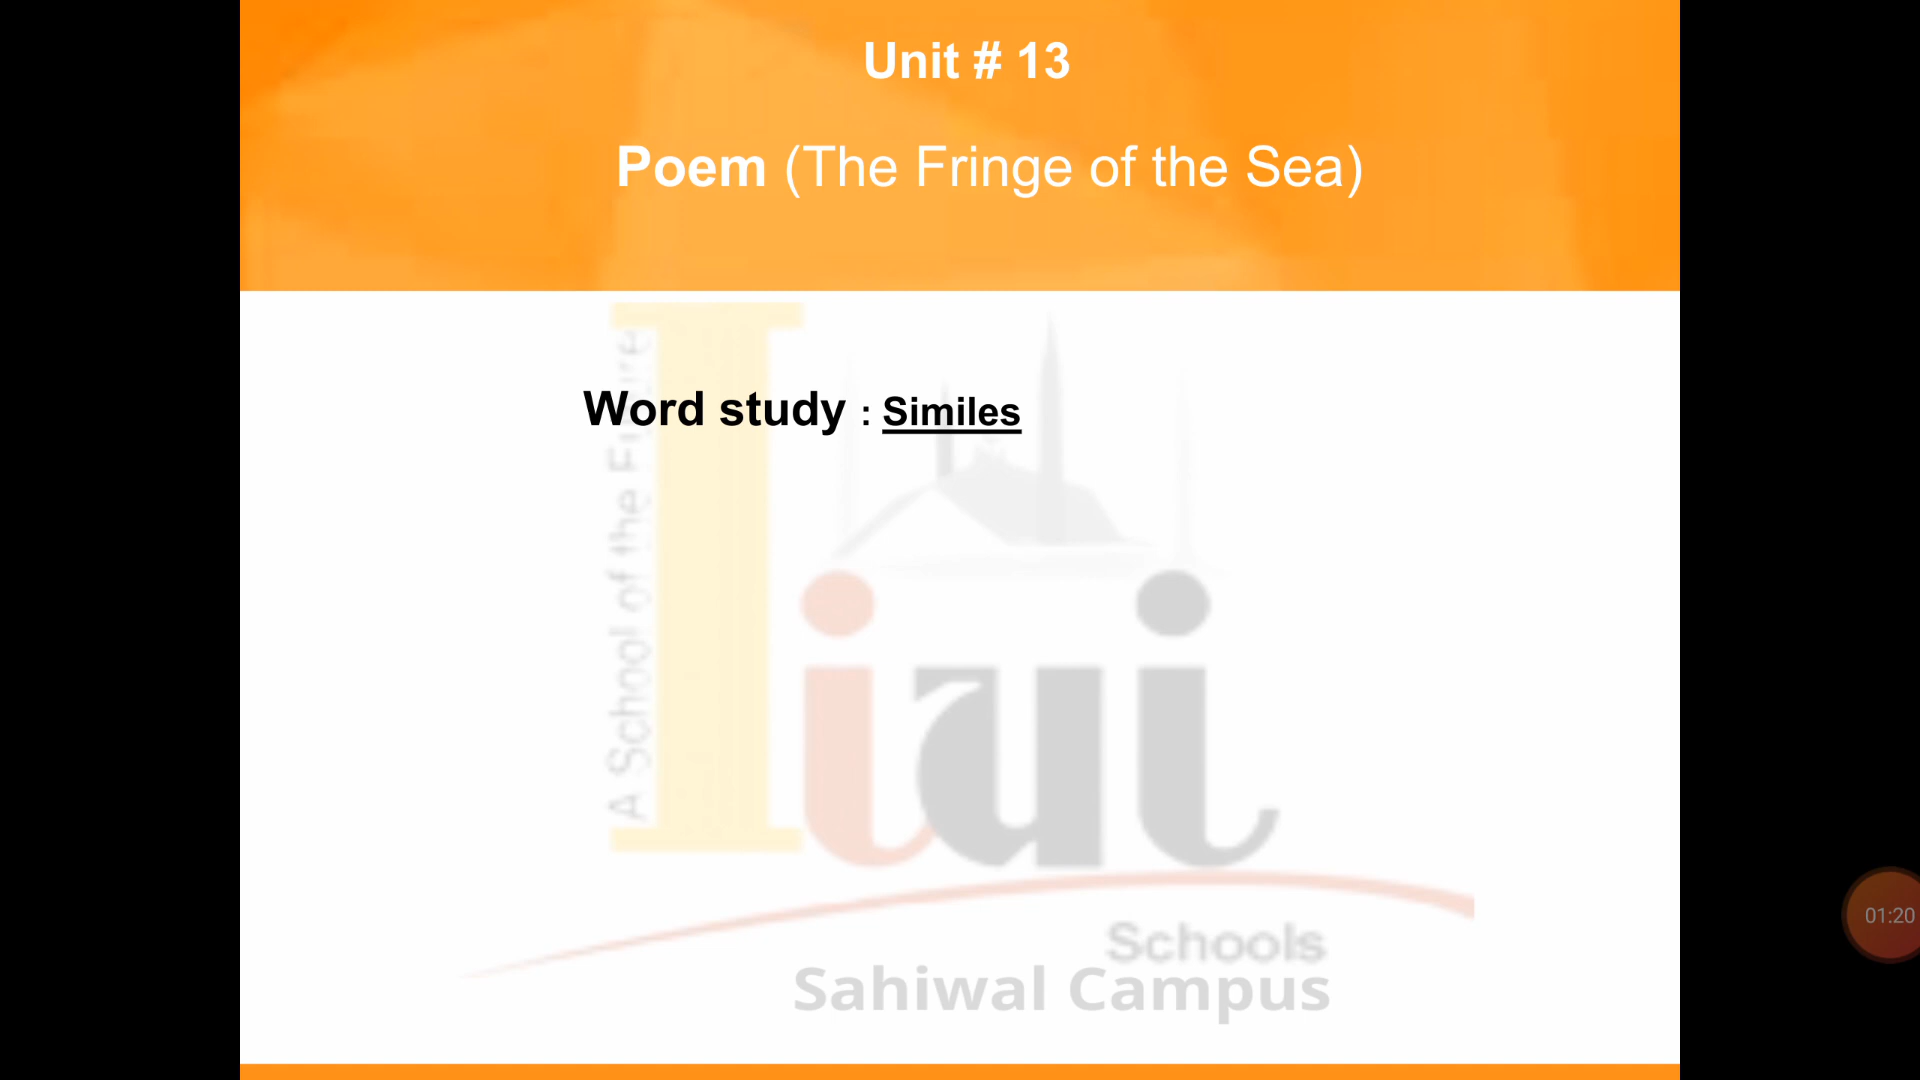 Unit # 13
Poem (The Fringe of the Sea)
Word study : Similes
A School of the Future
Iiui
Schools
Sahiwal Campus
01:20